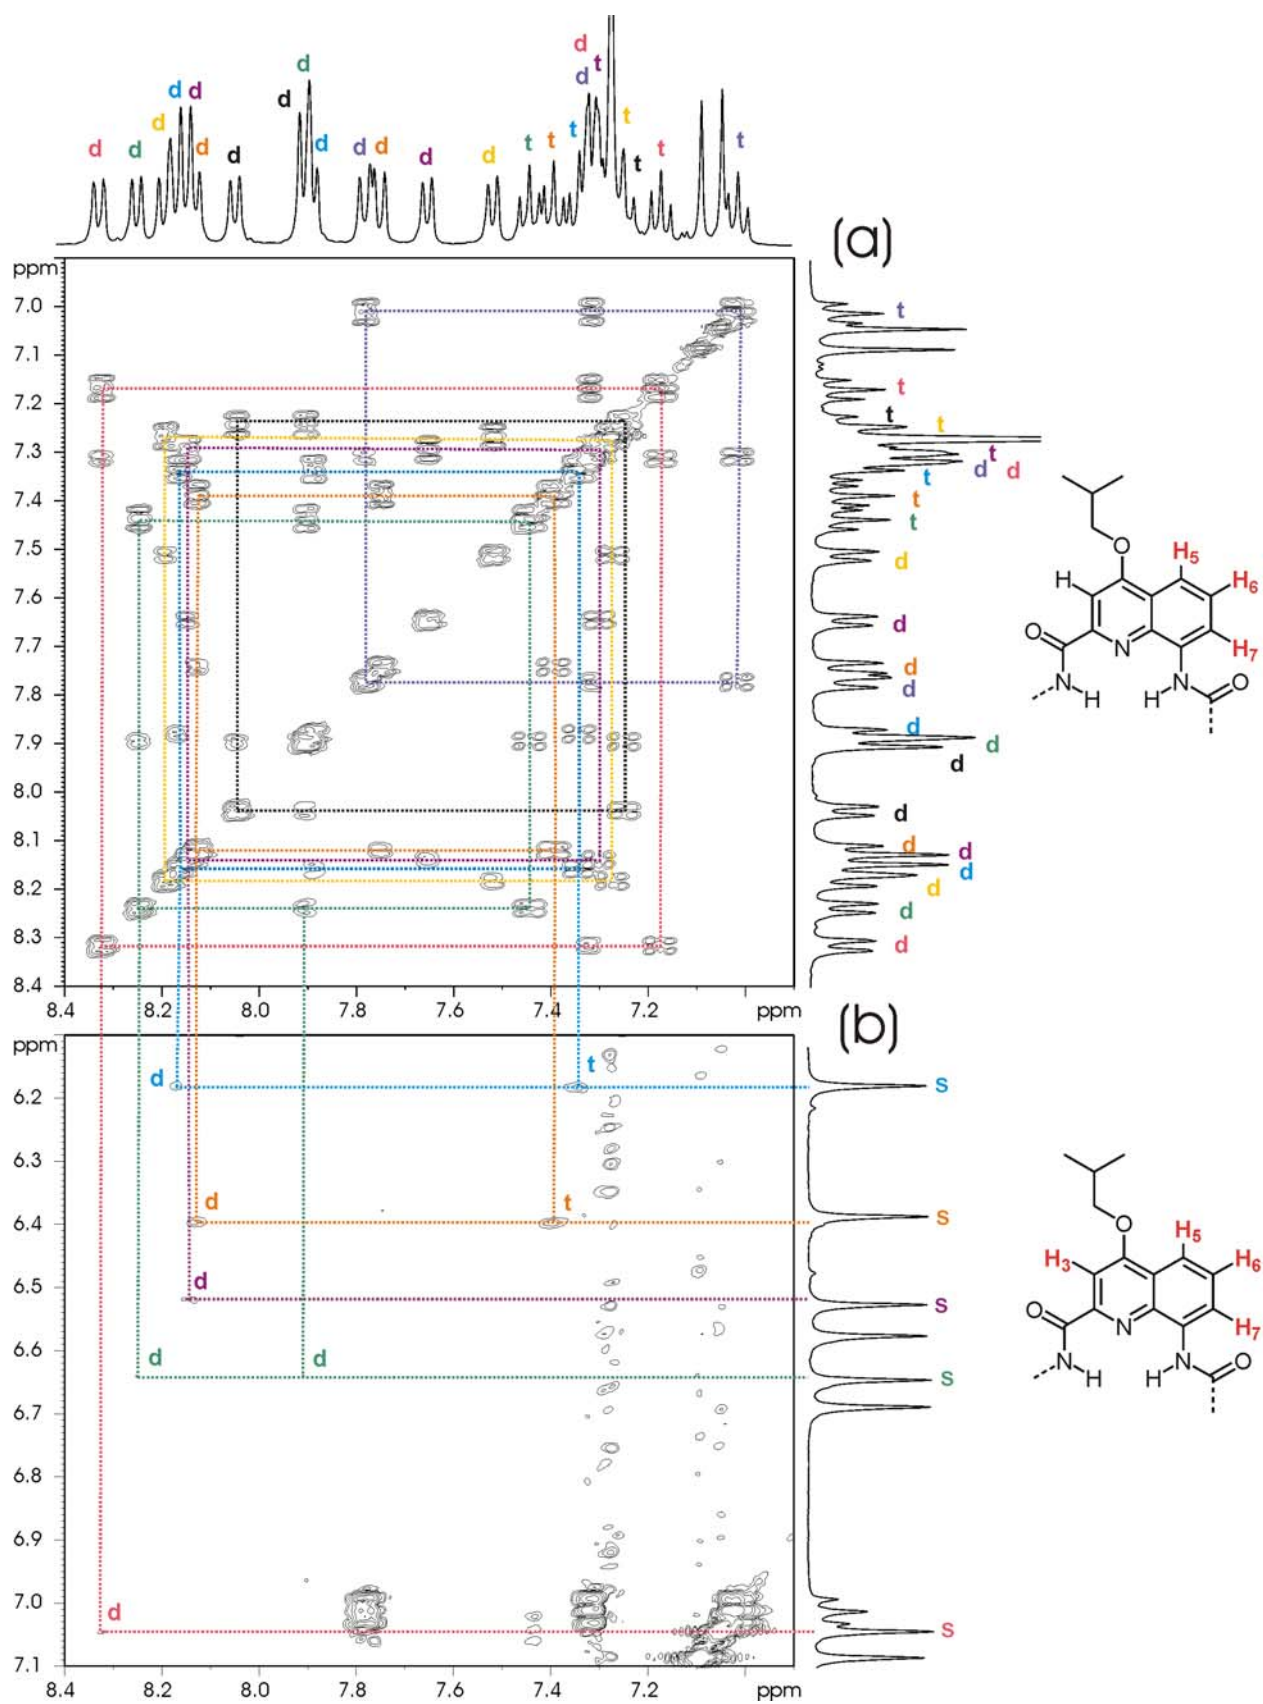 d d d d d d d d d d d d d d t t t d d t t t t t
(a)
ppm
7.0
7.1
7.2
7.3
7.4
7.5
7.6
7.7
7.8
7.9
8.0
8.1
8.2
8.3
8.4
8.4 8.2 8.0 7.8 7.6 7.4 7.2 ppm
t
t
t
t
t
d d
t
t
t
d
d
d
d
d
d
d
d
d d
d
d
d
d
O H5
H H6
O N H7
N H H N O
(b)
ppm
6.2
6.3
6.4
6.5
6.6
6.7
6.8
6.9
7.0
7.1
8.4 8.2 8.0 7.8 7.6 7.4 7.2 ppm
d t S
d t S
d S
d d S
d S
O H5
H3 H6
O N H7
N H H N O